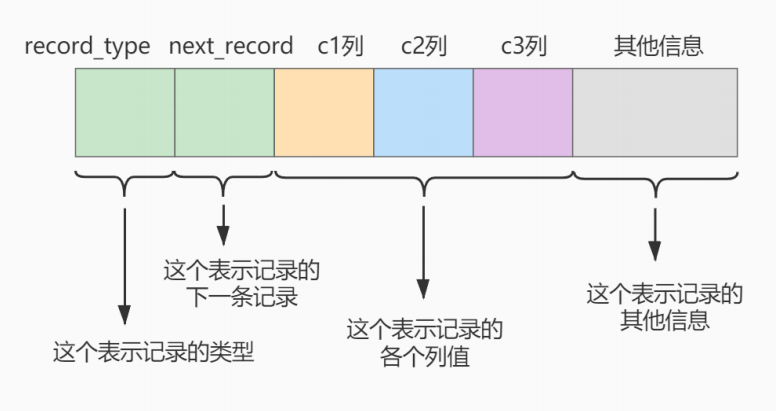 record_type next_record c1列 c2列 c3列 其他信息
这个表示记录的
下一条记录
这个表示记录的类型
这个表示记录的
各个列值
这个表示记录的
其他信息